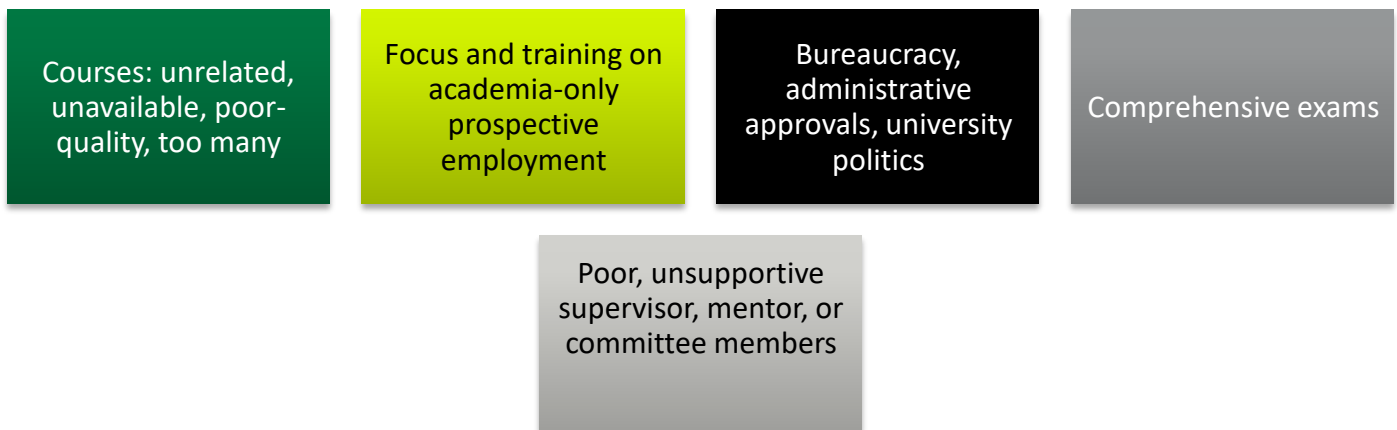 Courses: unrelated,
unavailable, poor-
quality, too many
Focus and training on
academia-only
prospective
employment
Bureaucracy,
administrative
approvals, university
politics
Comprehensive exams
Poor, unsupportive
supervisor, mentor, or
committee members